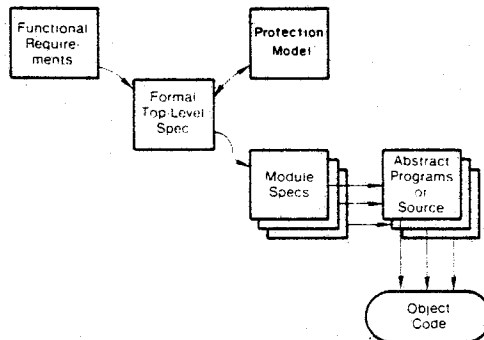 Functional
Require-
ments
Protection
Model
Formal
Top-Level
Spec
Module
Specs
Abstract
Programs
or
Source
Object
Code